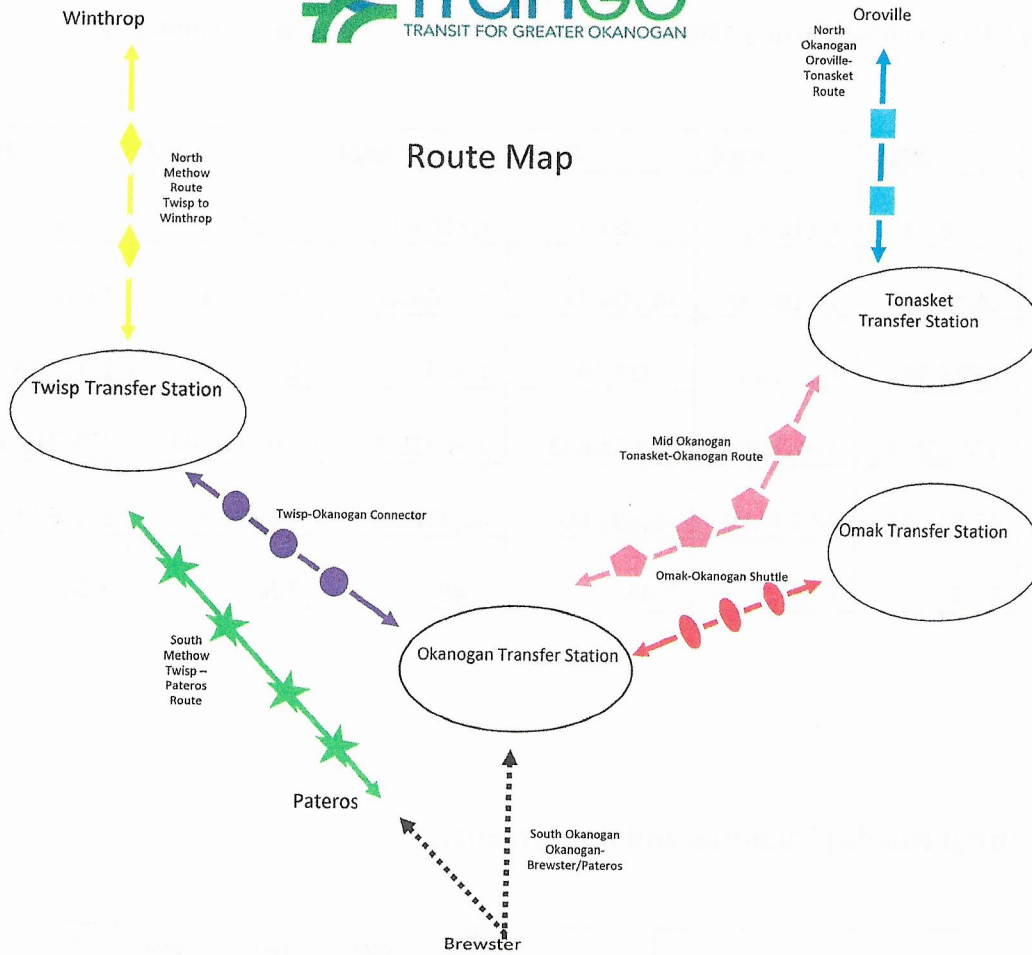 TranGO
TRANSIT FOR GREATER OKANOGAN
Winthrop
Oroville
North
Okanogan
Oroville-
Tonasket
Route
Route Map
North
Methow
Route
Twisp to
Winthrop
Tonasket
Transfer Station
Twisp Transfer Station
Mid Okanogan
Tonasket-Okanogan Route
Twisp-Okanogan Connector
Omak Transfer Station
Omak-Okanogan Shuttle
South
Methow
Twisp –
Pateros
Route
Okanogan Transfer Station
Pateros
South Okanogan
Okanogan-
Brewster/Pateros
Brewster